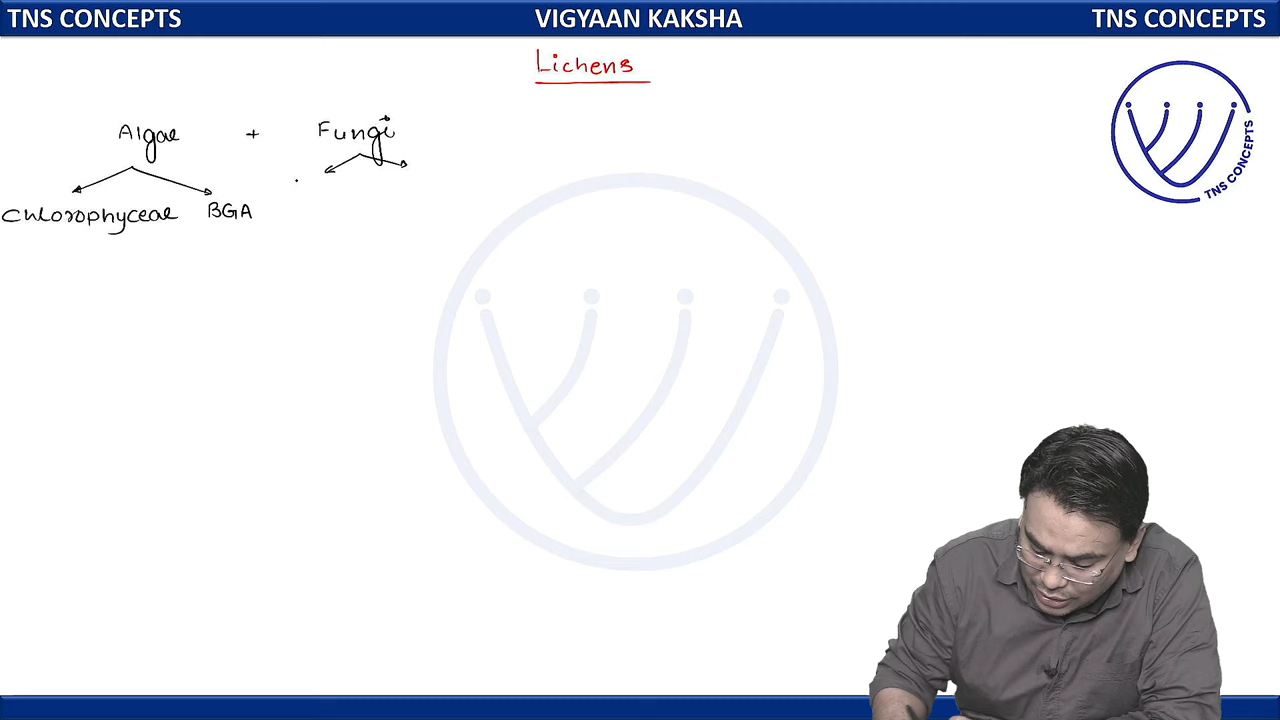 TNS CONCEPTS VIGYAAN KAKSHA TNS CONCEPTS
Lichens
TNS CONCEPTS
Algae + Fungi
Chlorophyceae BGA